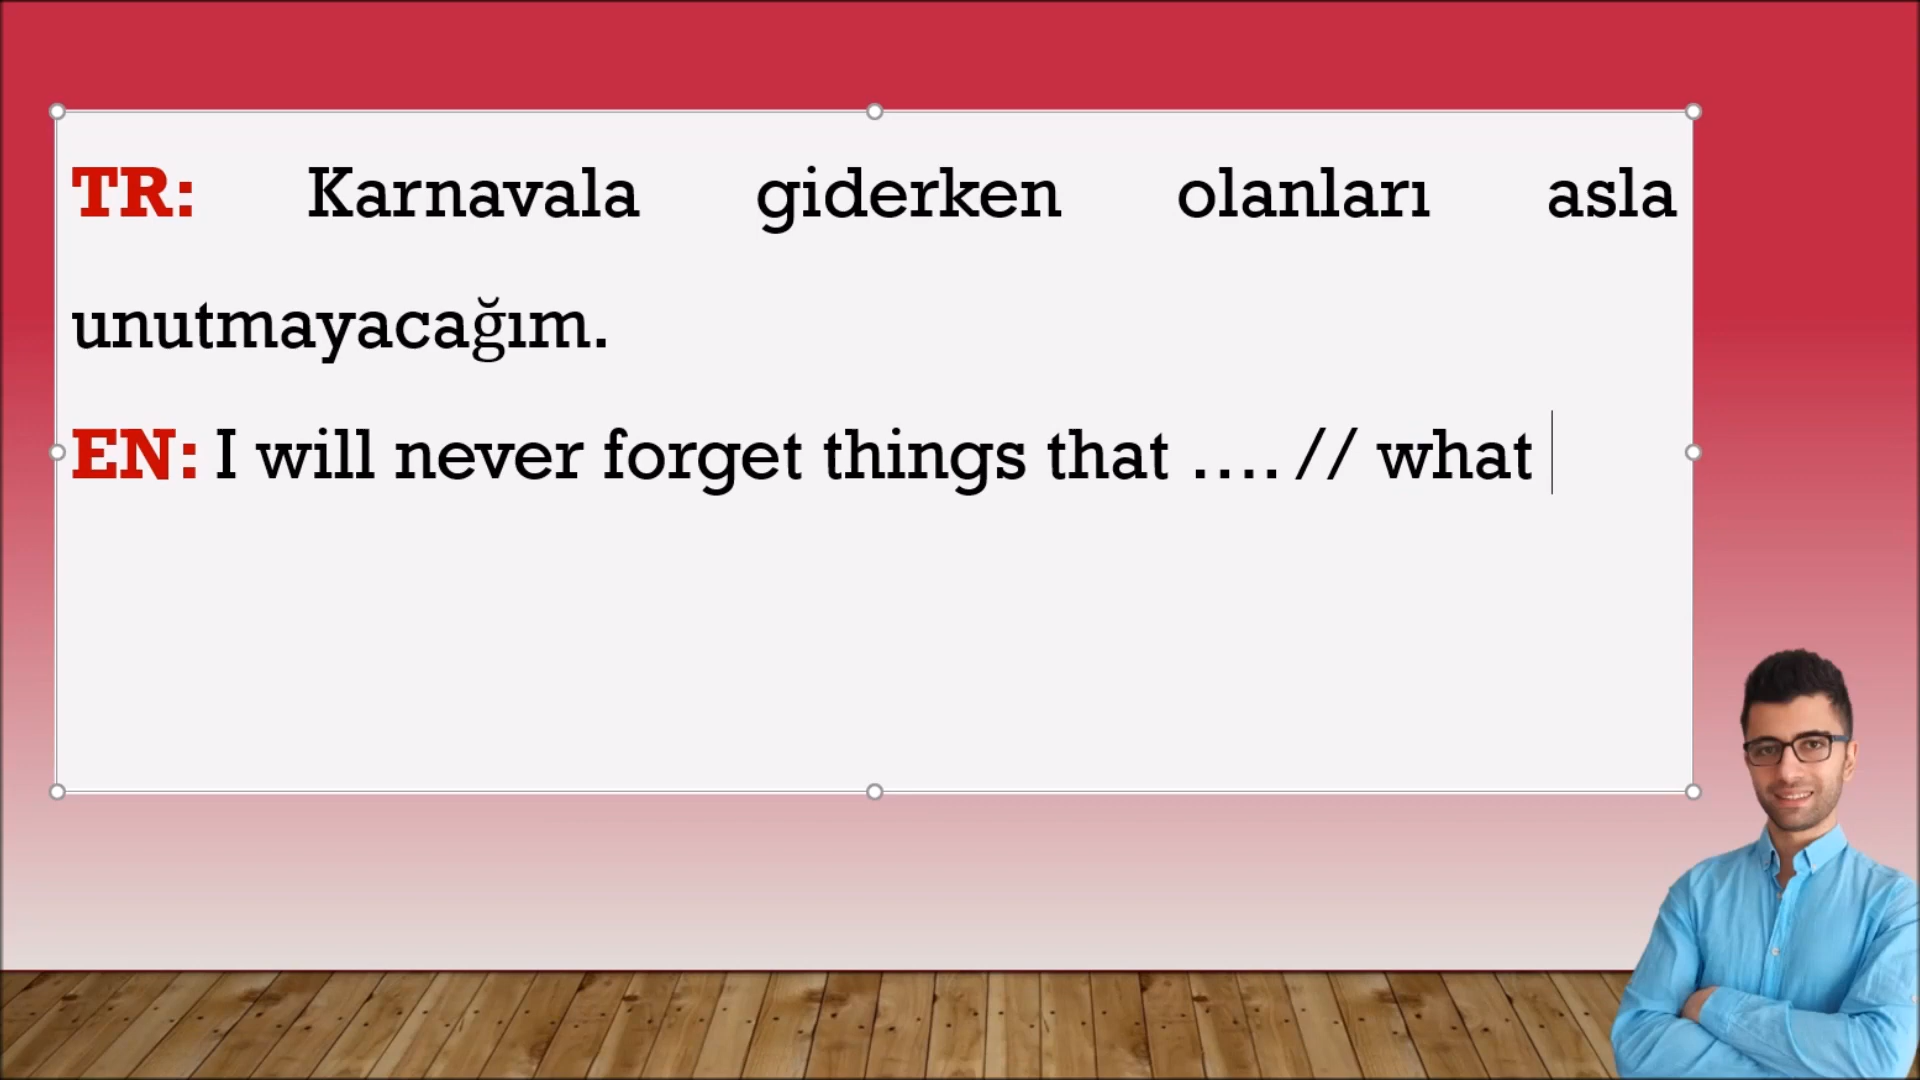 TR: Karnavala giderken olanları asla
unutmayacağım.
EN: I will never forget things that .... // what